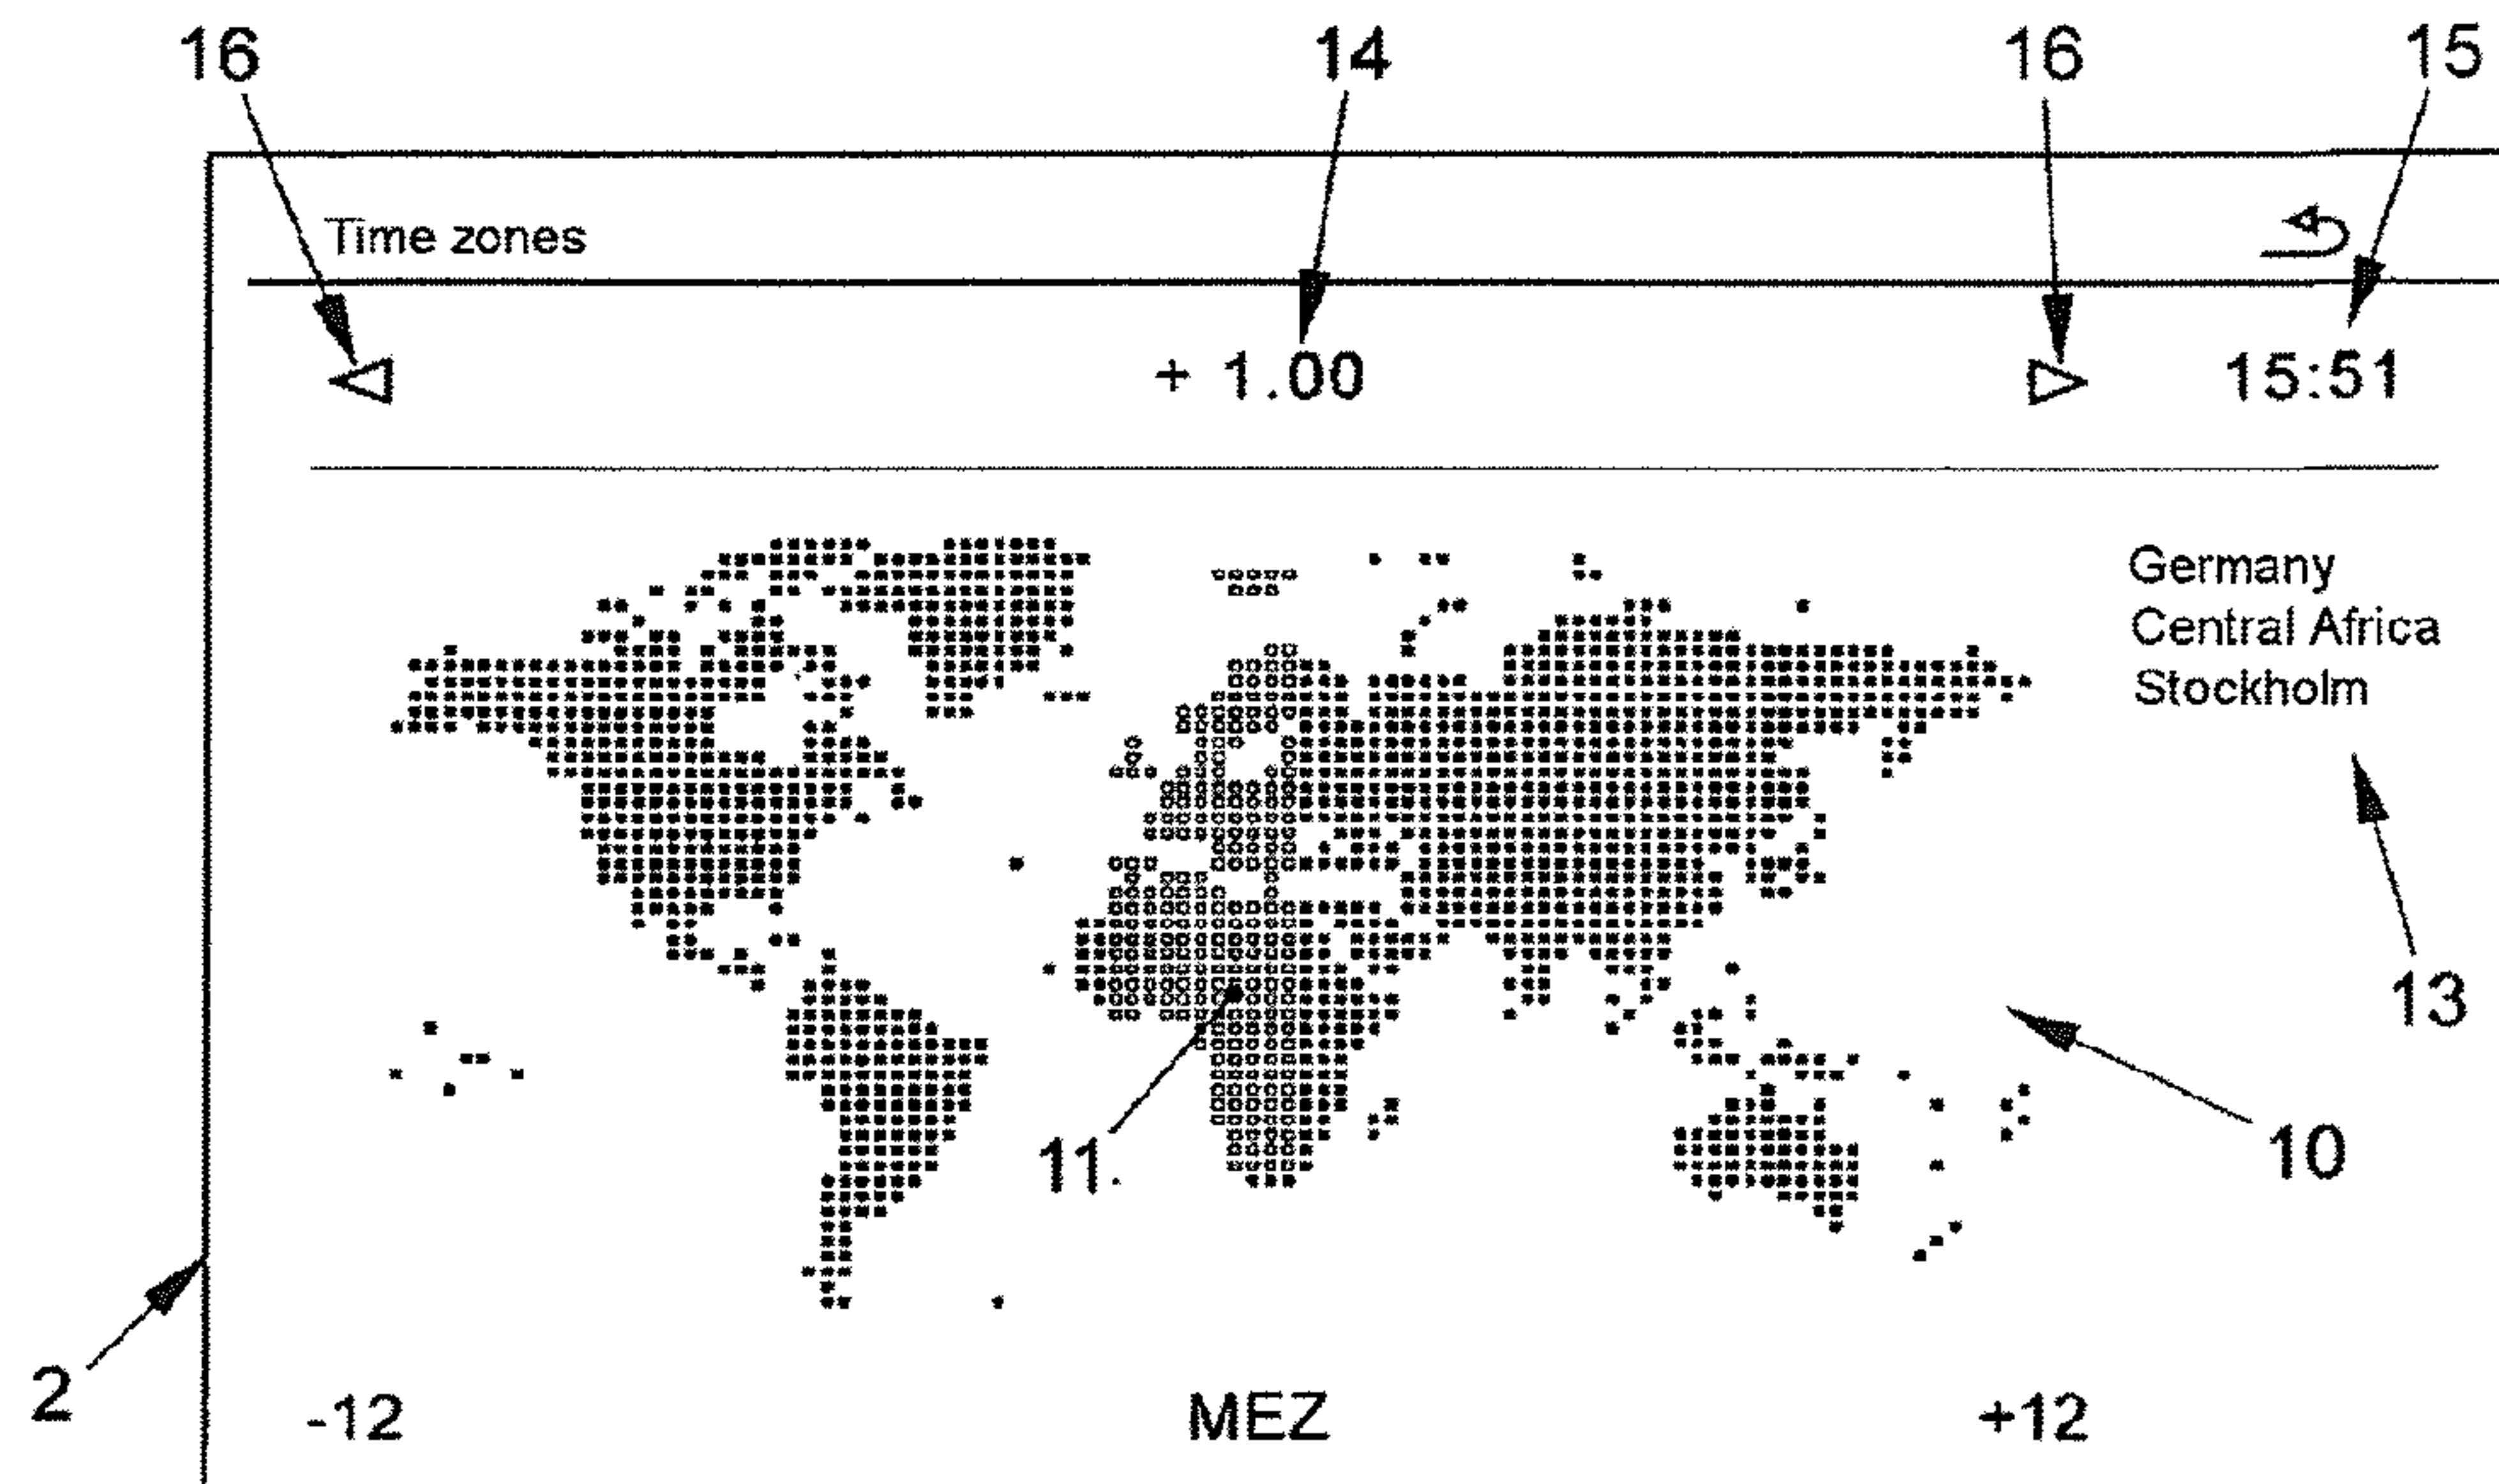 16 14 16 15
Time zones
+ 1.00 15:51
Germany
Central Africa
Stockholm
13
11
10
2
-12 MEZ +12